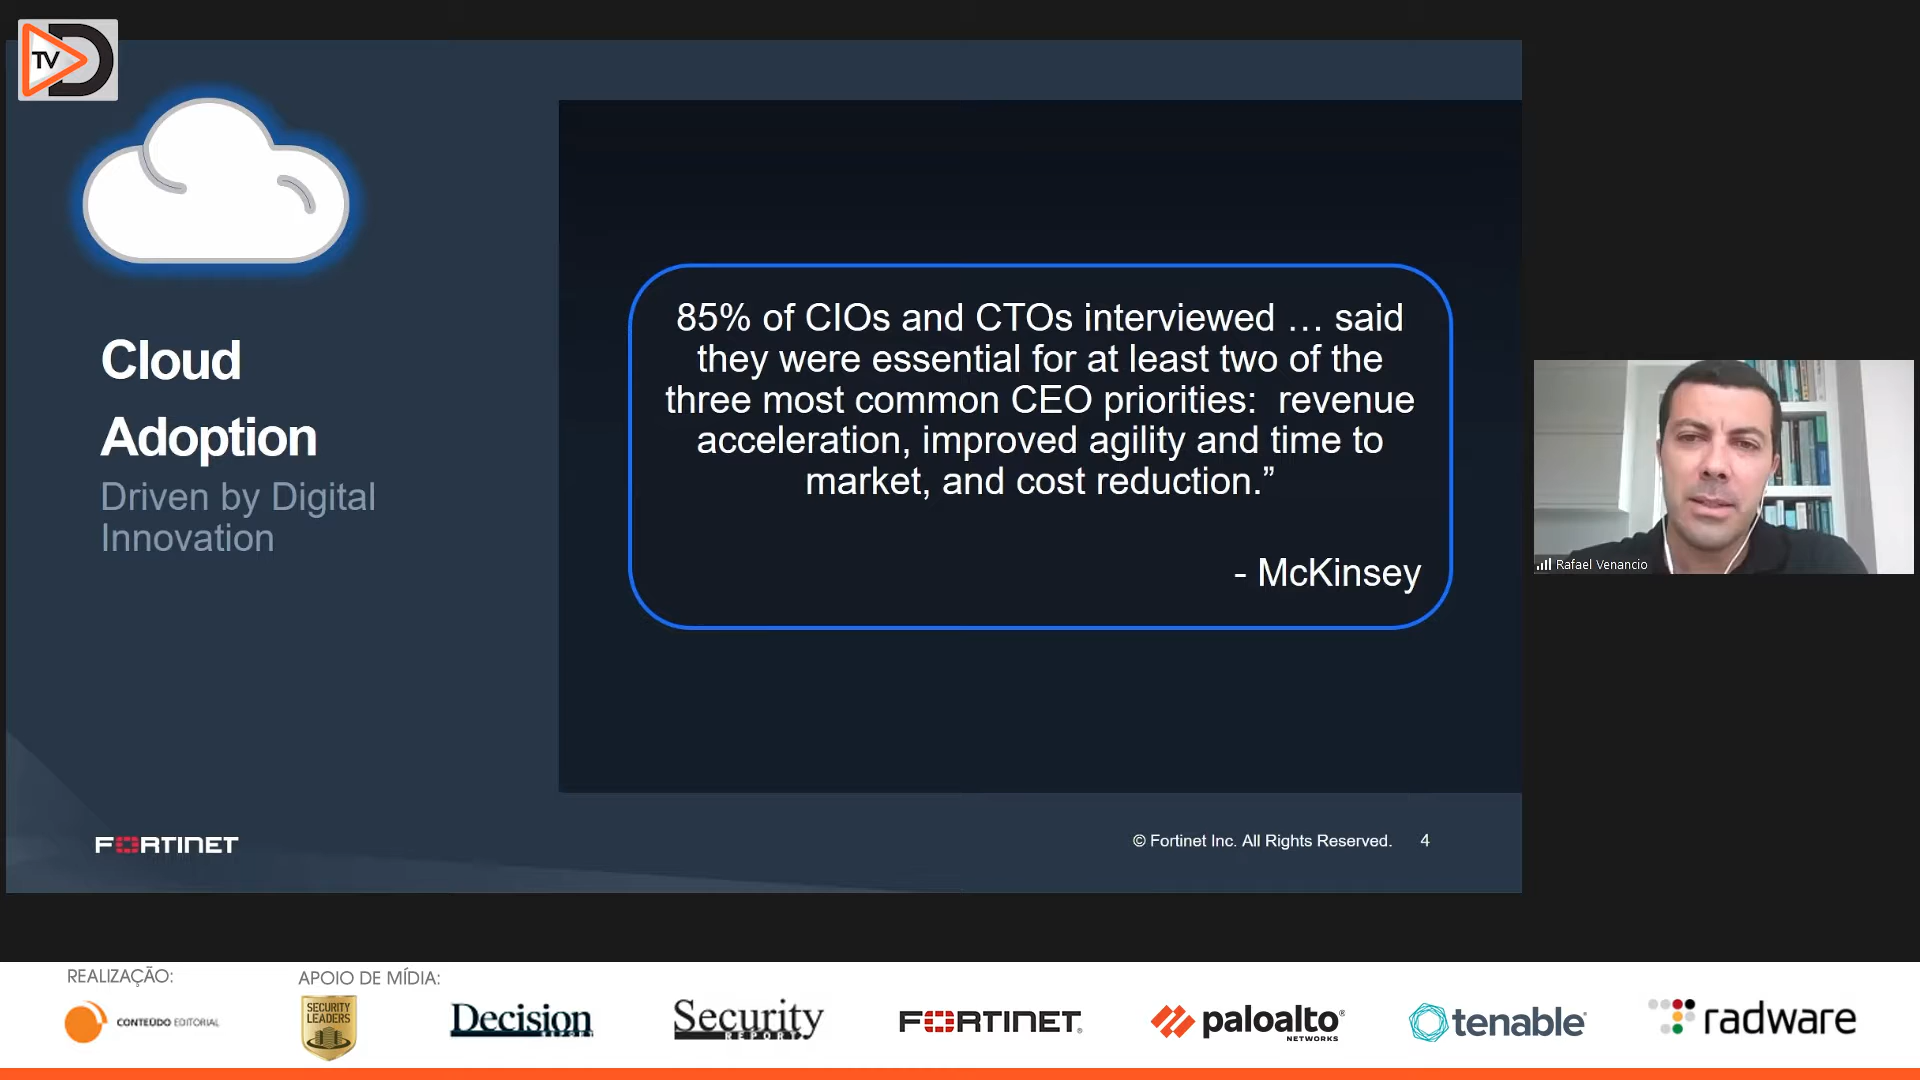 TV D
Cloud
Adoption
Driven by Digital
Innovation
85% of CIOs and CTOs interviewed … said
they were essential for at least two of the
three most common CEO priorities:  revenue
acceleration, improved agility and time to
market, and cost reduction.”
- McKinsey
Rafael Venancio
FORTINET
© Fortinet Inc. All Rights Reserved. 4
REALIZAÇÃO:
CONTEÚDO EDITORIAL
APOIO DE MÍDIA:
SECURITY
LEADERS
Decision
REPORT
Security
REPORT
FORTINET®
paloalto®
NETWORKS
tenable®
radware